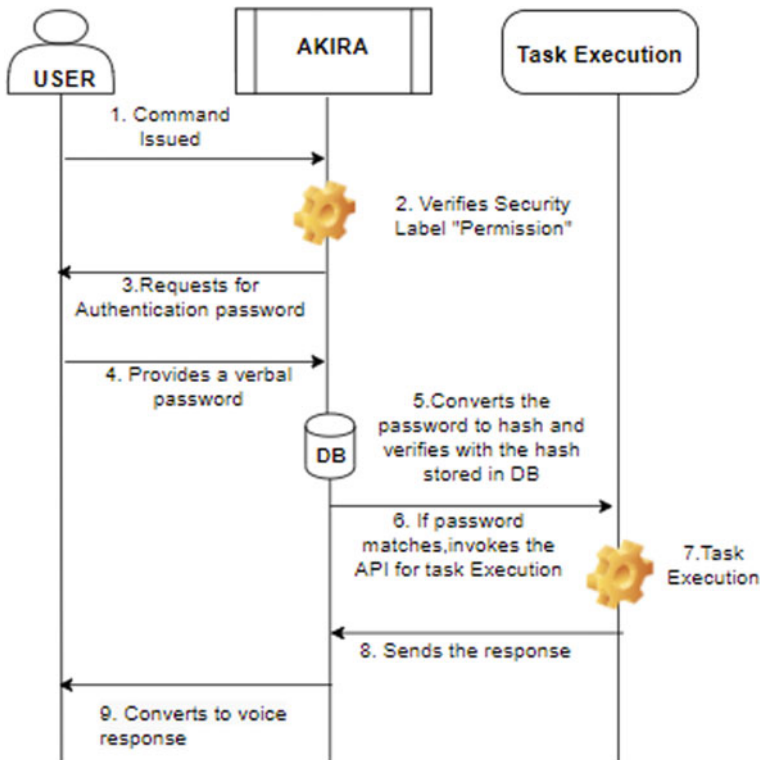 USER
AKIRA
Task Execution
1. Command
Issued
2. Verifies Security
Label "Permission"
3.Requests for
Authentication password
4. Provides a verbal
password
5.Converts the
password to hash and
verifies with the hash
stored in DB
DB
6. If password
matches,invokes the
API for task Execution
7.Task
Execution
8. Sends the response
9. Converts to voice
response